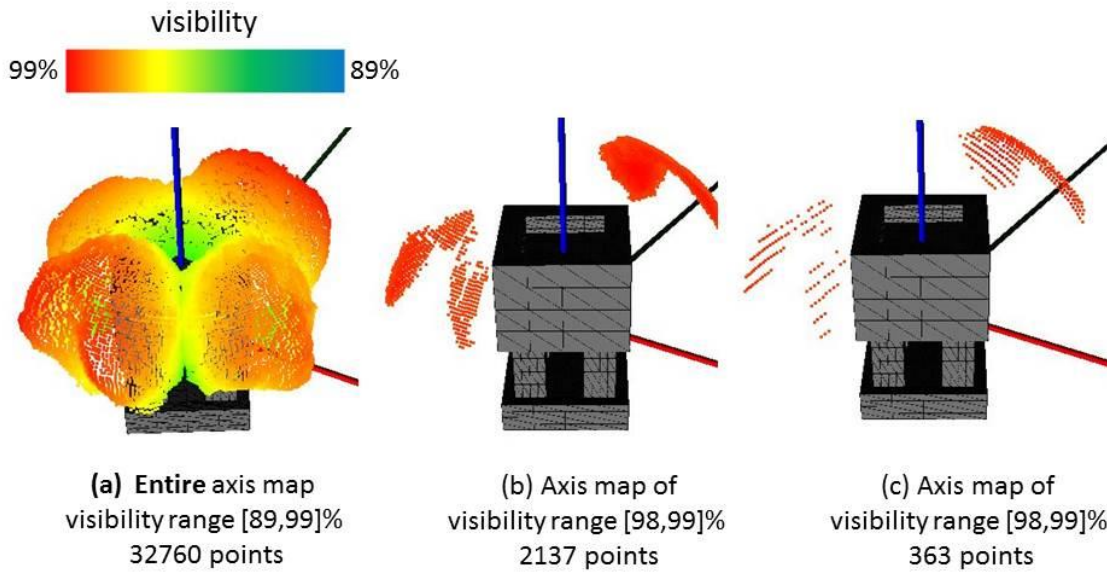 visibility
99% 89%
(a) Entire axis map
visibility range [89,99]%
32760 points
(b) Axis map of
visibility range [98,99]%
2137 points
(c) Axis map of
visibility range [98,99]%
363 points